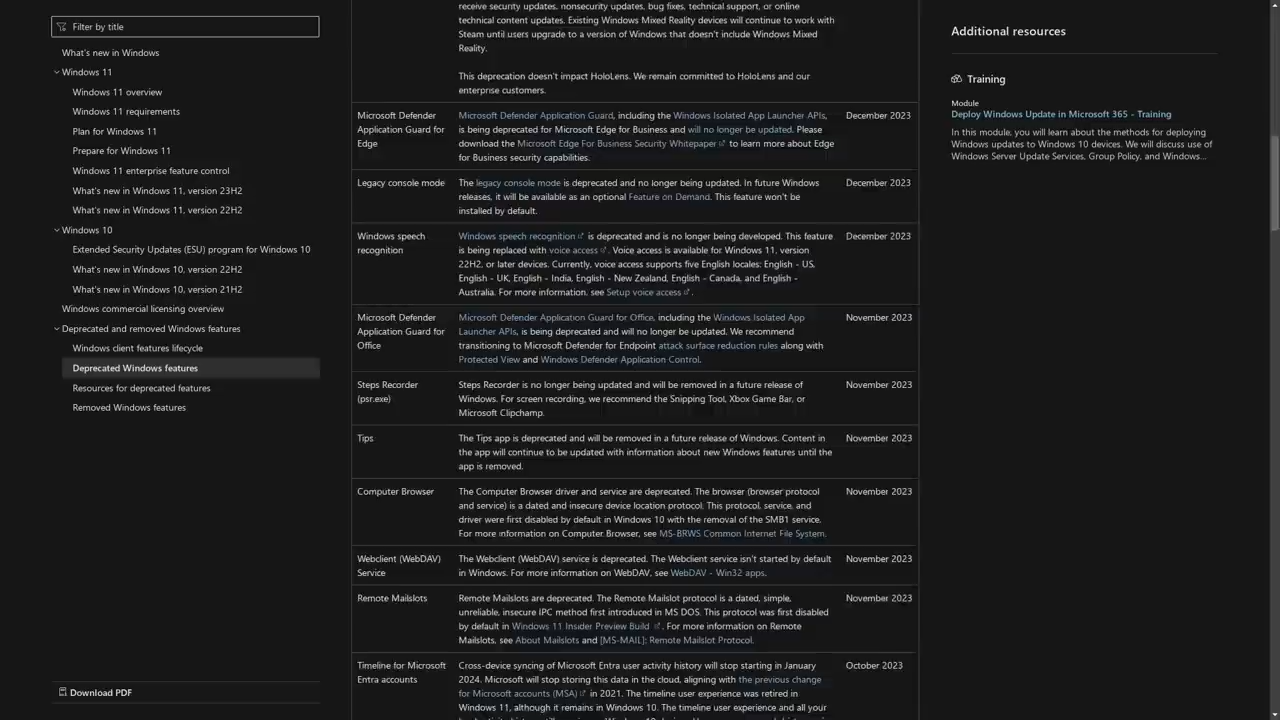 Filter by title
What's new in Windows
Windows 11
Windows 11 overview
Windows 11 requirements
Plan for Windows 11
Prepare for Windows 11
Windows 11 enterprise feature control
What's new in Windows 11, version 23H2
What's new in Windows 11, version 22H2
Windows 10
Extended Security Updates (ESU) program for Windows 10
What's new in Windows 10, version 22H2
What's new in Windows 10, version 21H2
Windows commercial licensing overview
Deprecated and removed Windows features
Windows client features lifecycle
Deprecated Windows features
Resources for deprecated features
Removed Windows features
Download PDF
receive security updates, nonsecurity updates, bug fixes, technical support, or online
technical content updates. Existing Windows Mixed Reality devices will continue to work with
Steam until users upgrade to a version of Windows that doesn't include Windows Mixed
Reality.
This deprecation doesn't impact HoloLens. We remain committed to HoloLens and our
enterprise customers.
Microsoft Defender
Application Guard for
Edge
Microsoft Defender Application Guard, including the Windows Isolated App Launcher APIs,
is being deprecated for Microsoft Edge for Business and will no longer be updated. Please
download the Microsoft Edge For Business Security Whitepaper to learn more about Edge
for Business security capabilities.
December 2023
Legacy console mode
The legacy console mode is deprecated and no longer being updated. In future Windows
releases, it will be available as an optional Feature on Demand. This feature won't be
installed by default.
December 2023
Windows speech
recognition
Windows speech recognition is deprecated and is no longer being developed. This feature
is being replaced with voice access. Voice access is available for Windows 11, version
22H2, or later devices. Currently, voice access supports five English locales: English - US,
English - UK, English - India, English - New Zealand, English - Canada, and English -
Australia. For more information, see Setup voice access.
December 2023
Microsoft Defender
Application Guard for
Office
Microsoft Defender Application Guard for Office, including the Windows Isolated App
Launcher APIs, is being deprecated and will no longer be updated. We recommend
transitioning to Microsoft Defender for Endpoint attack surface reduction rules along with
Protected View and Windows Defender Application Control.
November 2023
Steps Recorder
(psr.exe)
Steps Recorder is no longer being updated and will be removed in a future release of
Windows. For screen recording, we recommend the Snipping Tool, Xbox Game Bar, or
Microsoft Clipchamp.
November 2023
Tips
The Tips app is deprecated and will be removed in a future release of Windows. Content in
the app will continue to be updated with information about new Windows features until the
app is removed.
November 2023
Computer Browser
The Computer Browser driver and service are deprecated. The browser (browser protocol
and service) is a dated and insecure device location protocol. This protocol, service, and
driver were first disabled by default in Windows 10 with the removal of the SMB1 service.
For more information on Computer Browser, see MS-BRWS Common Internet File System.
November 2023
Webclient (WebDAV)
Service
The Webclient (WebDAV) service is deprecated. The Webclient service isn't started by default
in Windows. For more information on WebDAV, see WebDAV - Win32 apps.
November 2023
Remote Mailslots
Remote Mailslots are deprecated. The Remote Mailslot protocol is a dated, simple,
unreliable, insecure IPC method first introduced in MS DOS. This protocol was first disabled
by default in Windows 11 Insider Preview Build . For more information on Remote
Mailslots, see About Mailslots and [MS-MAIL]: Remote Mailslot Protocol.
November 2023
Timeline for Microsoft
Entra accounts
Cross-device syncing of Microsoft Entra user activity history will stop starting in January
2024. Microsoft will stop storing this data in the cloud, aligning with the previous change
for Microsoft accounts (MSA) in 2021. The timeline user experience was retired in
Windows 11, although it remains in Windows 10. The timeline user experience and all your
October 2023
Additional resources
Training
Module
Deploy Windows Update in Microsoft 365 - Training
In this module, you will learn about the methods for deploying
Windows updates to Windows 10 devices. We will discuss use of
Windows Server Update Services, Group Policy, and Windows...